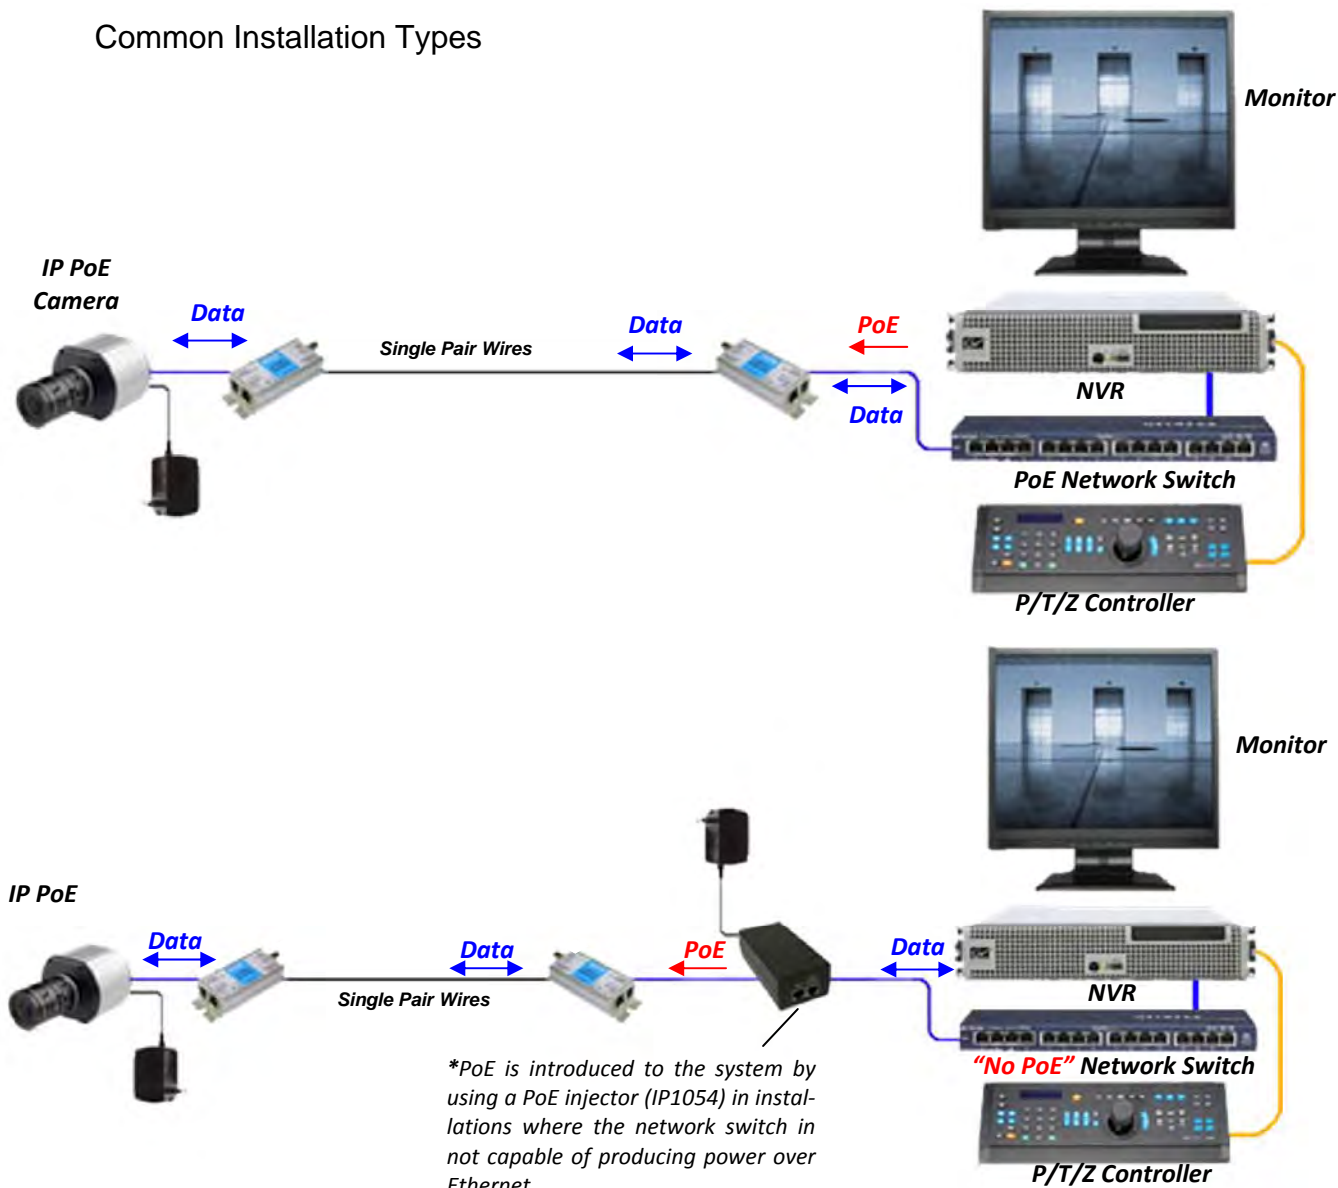 Common Installation Types
Monitor
IP PoE
Camera
Data
Single Pair Wires
Data
PoE
Data
NVR
PoE Network Switch
P/T/Z Controller
Monitor
IP PoE
Data
Single Pair Wires
Data
PoE
Data
NVR
“No PoE” Network Switch
*PoE is introduced to the system by
using a PoE injector (IP1054) in instal-
lations where the network switch in
not capable of producing power over
Ethernet
P/T/Z Controller